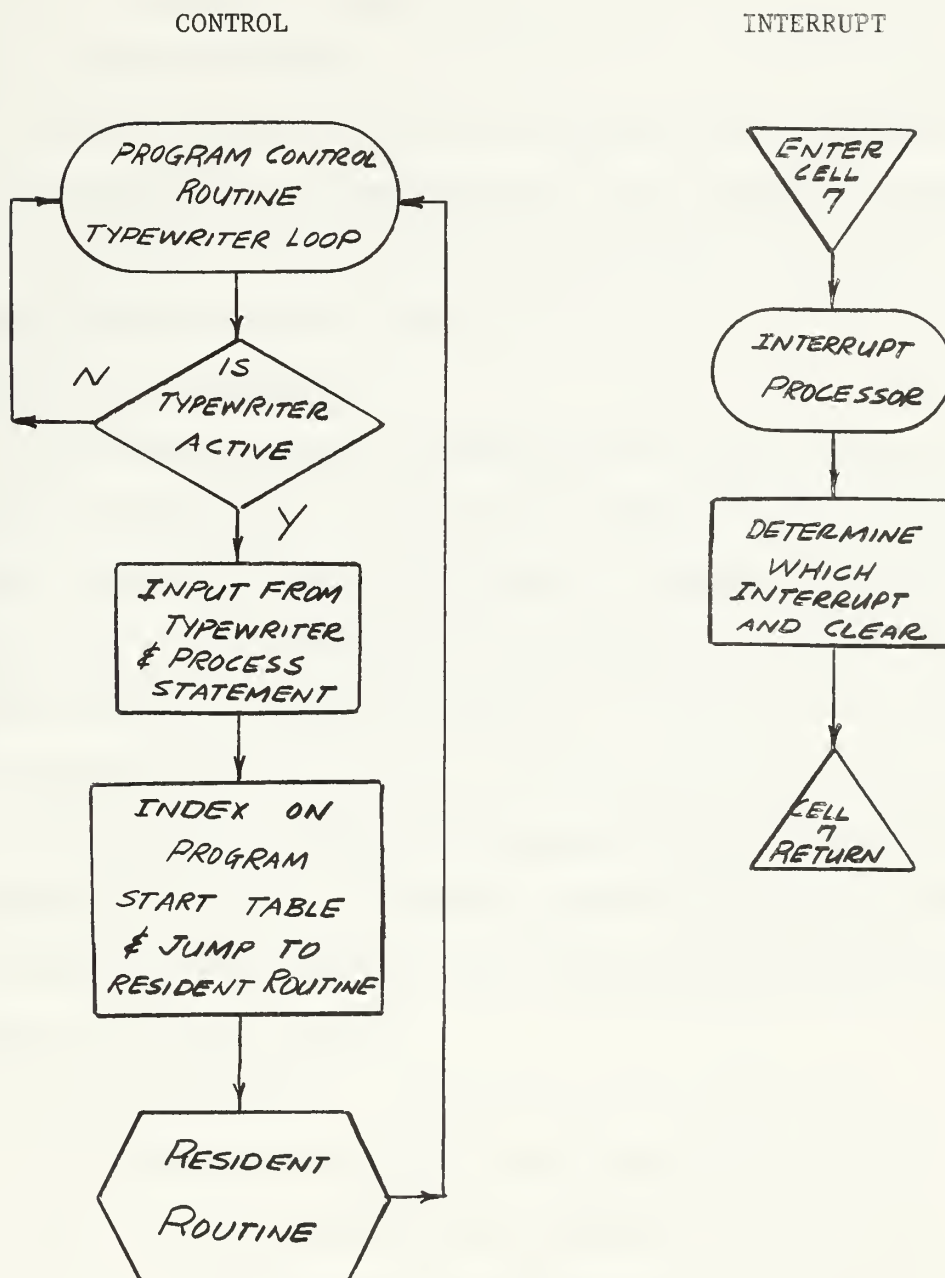 CONTROL
PROGRAM CONTROL
ROUTINE
TYPEWRITER LOOP
IS
TYPEWRITER
ACTIVE
N
Y
INPUT FROM
TYPEWRITER
& PROCESS
STATEMENT
INDEX ON
PROGRAM
START TABLE
& JUMP TO
RESIDENT ROUTINE
RESIDENT
ROUTINE
INTERRUPT
ENTER
CELL
7
INTERRUPT
PROCESSOR
DETERMINE
WHICH
INTERRUPT
AND CLEAR
CELL
7
RETURN